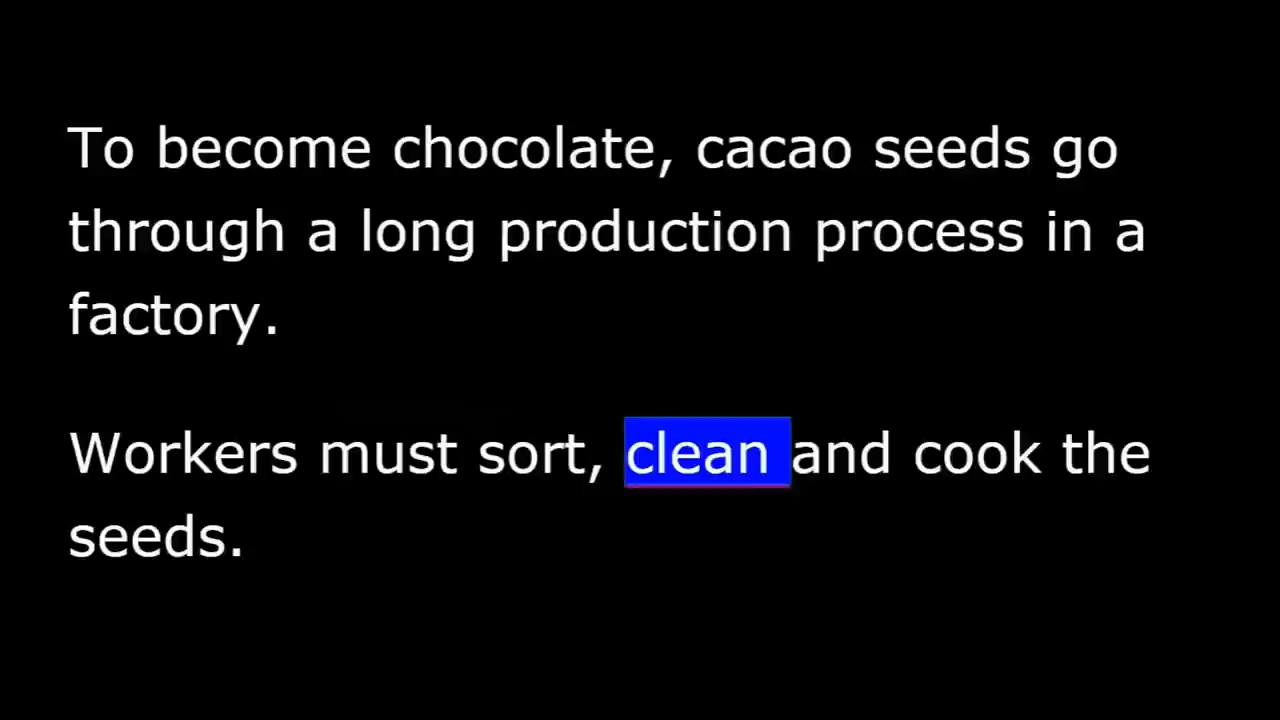 To become chocolate, cacao seeds go
through a long production process in a
factory.
Workers must sort, clean and cook the
seeds.